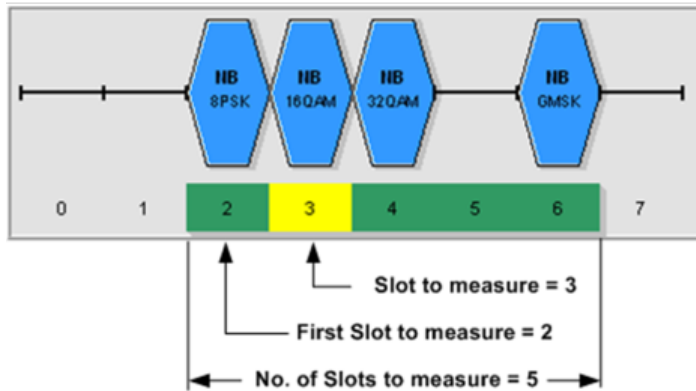 NB NB NB NB
8PSK 16QAM 32QAM GMSK
0 1 2 3 4 5 6 7
Slot to measure = 3
First Slot to measure = 2
No. of Slots to measure = 5